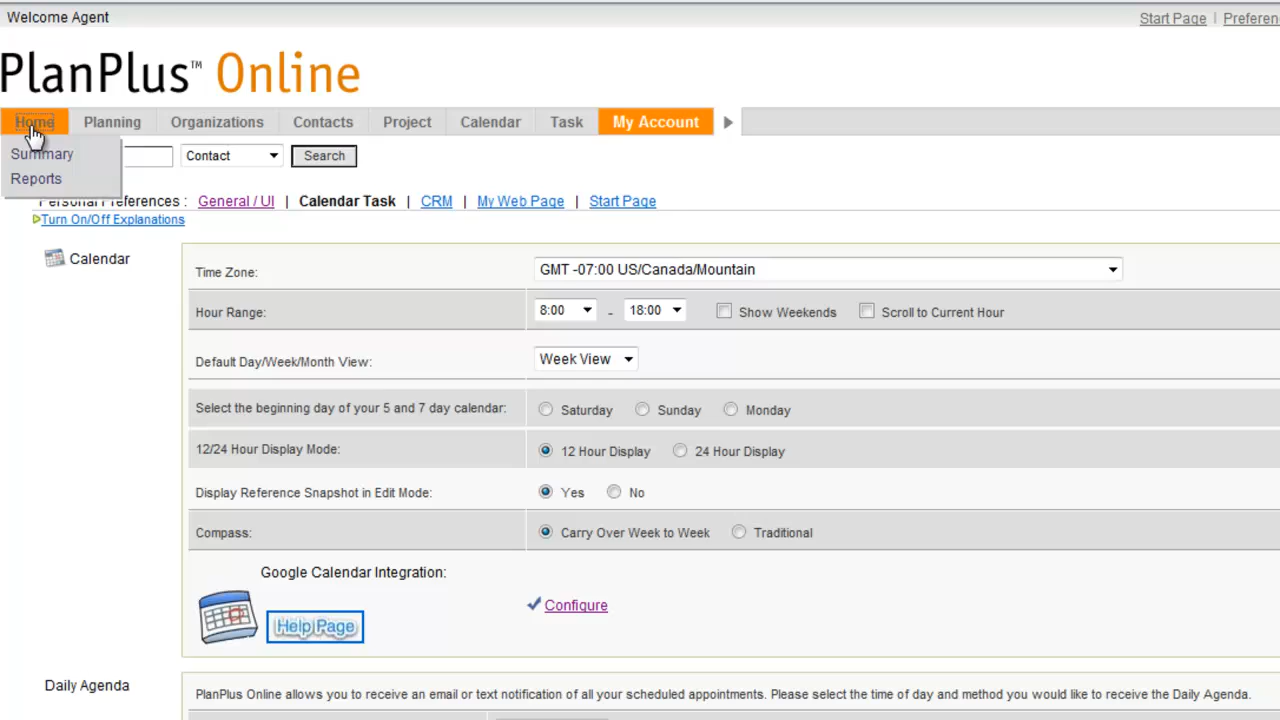 Welcome Agent
Start Page | Preferen
PlanPlus™ Online
Home Planning Organizations Contacts Project Calendar Task My Account
Summary
Contact Search
Reports
Personal Preferences : General / UI | Calendar Task | CRM | My Web Page | Start Page
Turn On/Off Explanations
Calendar
Time Zone: GMT -07:00 US/Canada/Mountain
Hour Range: 8:00 - 18:00 Show Weekends Scroll to Current Hour
Default Day/Week/Month View: Week View
Select the beginning day of your 5 and 7 day calendar: Saturday Sunday Monday
12/24 Hour Display Mode: 12 Hour Display 24 Hour Display
Display Reference Snapshot in Edit Mode: Yes No
Compass: Carry Over Week to Week Traditional
Google Calendar Integration:
Configure
Help Page
Daily Agenda
PlanPlus Online allows you to receive an email or text notification of all your scheduled appointments. Please select the time of day and method you would like to receive the Daily Agenda.